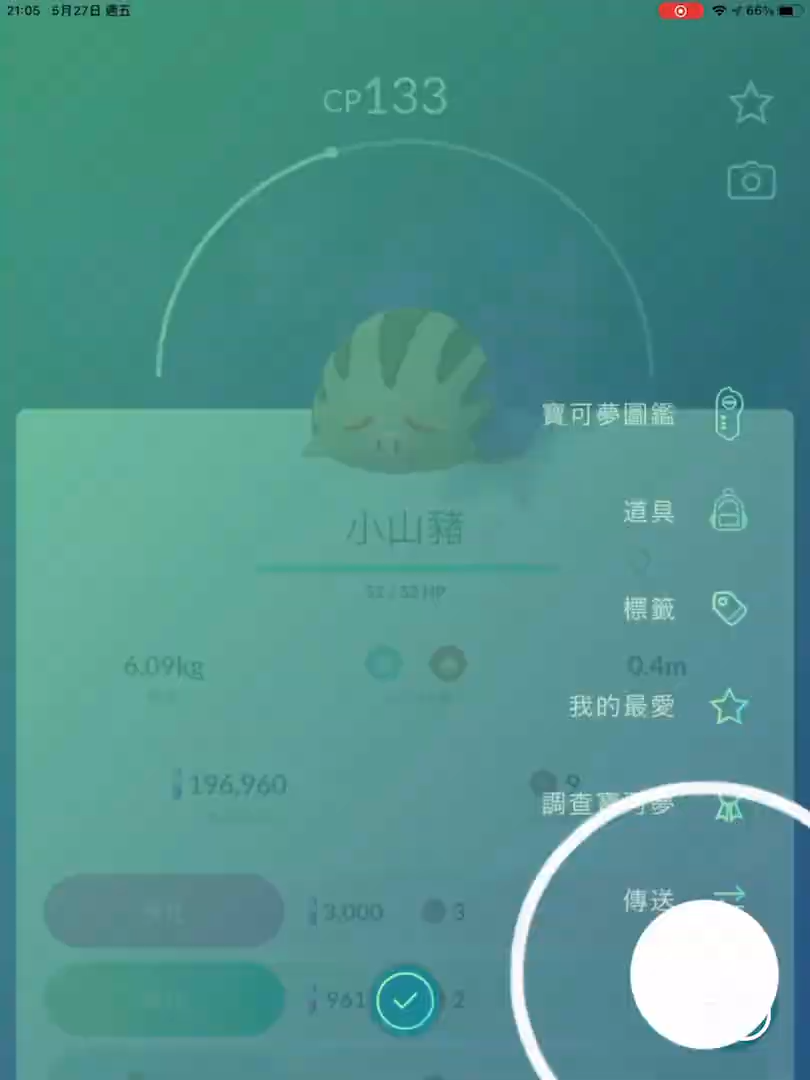 21:05 5月27日 週五
66%
CP133
寶可夢圖鑑
道具
小山豬
標籤
6.09kg
0.4m
我的最愛
196,960
9
調查寶可夢
傳送
3,000
3
961
2